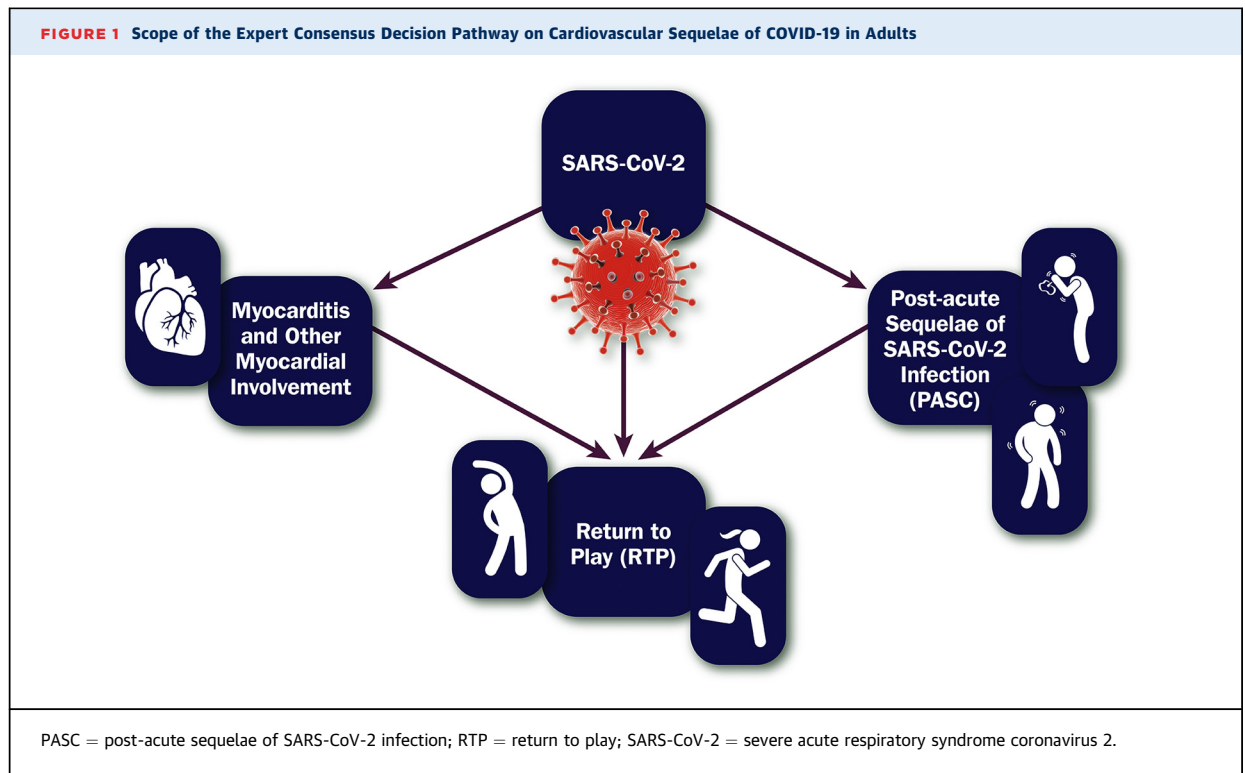 FIGURE 1 Scope of the Expert Consensus Decision Pathway on Cardiovascular Sequelae of COVID-19 in Adults
SARS-CoV-2
Myocarditis
and Other
Myocardial
Involvement
Post-acute
Sequelae of
SARS-CoV-2
Infection
(PASC)
Return to
Play (RTP)
PASC = post-acute sequelae of SARS-CoV-2 infection; RTP = return to play; SARS-CoV-2 = severe acute respiratory syndrome coronavirus 2.